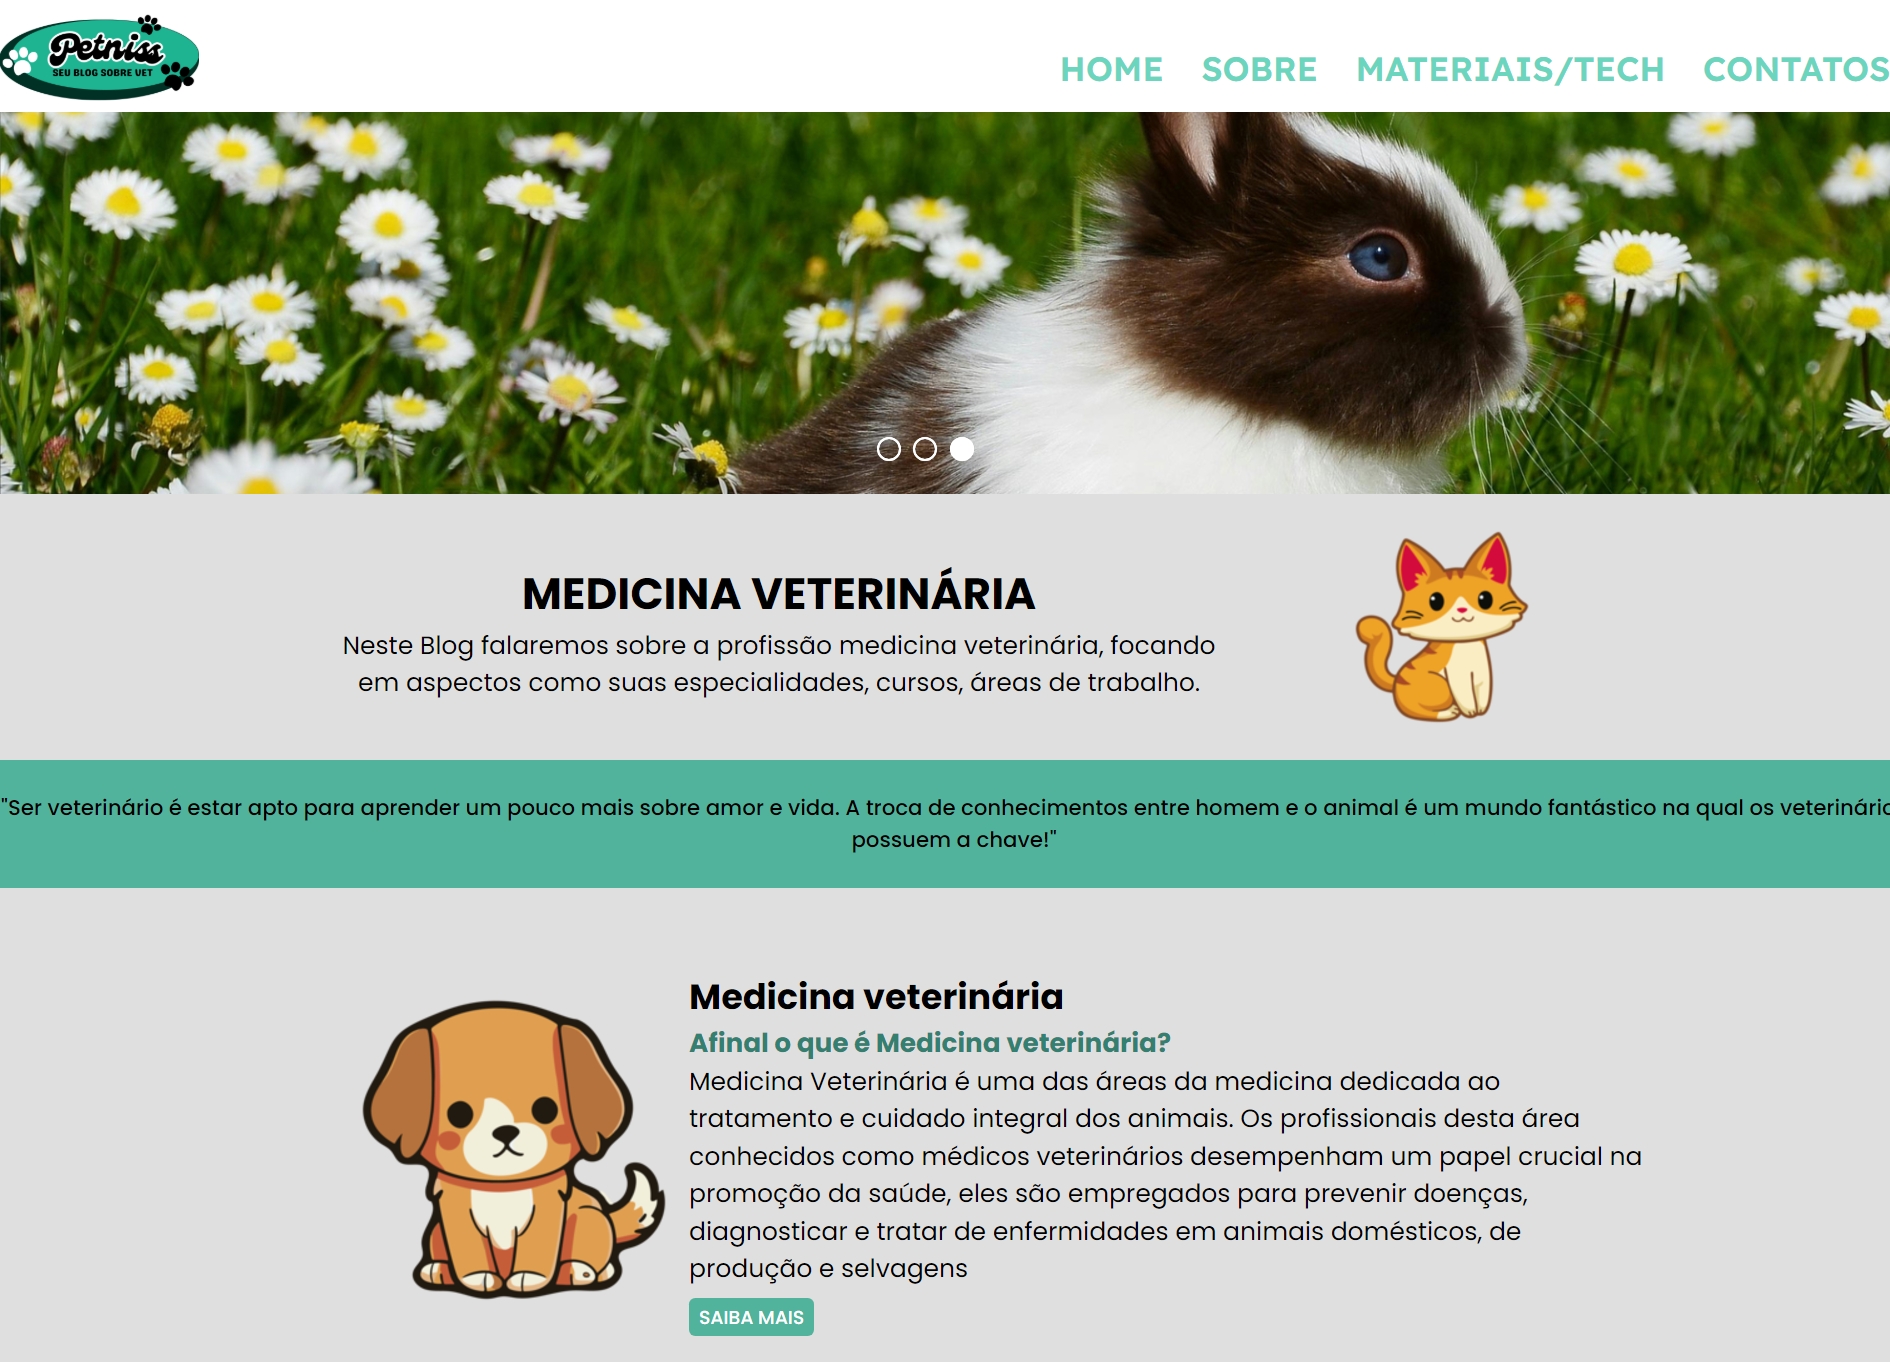 Petniss
SEU BLOG SOBRE VET
HOME SOBRE MATERIAIS/TECH CONTATOS
MEDICINA VETERINÁRIA
Neste Blog falaremos sobre a profissão medicina veterinária, focando
em aspectos como suas especialidades, cursos, áreas de trabalho.
"Ser veterinário é estar apto para aprender um pouco mais sobre amor e vida. A troca de conhecimentos entre homem e o animal é um mundo fantástico na qual os
possuem a chave!"
Medicina veterinária
Afinal o que é Medicina veterinária?
Medicina Veterinária é uma das áreas da medicina dedicada ao
tratamento e cuidado integral dos animais. Os profissionais desta área
conhecidos como médicos veterinários desempenham um papel crucial na
promoção da saúde, eles são empregados para prevenir doenças,
diagnosticar e tratar de enfermidades em animais domésticos, de
produção e selvagens
SAIBA MAIS